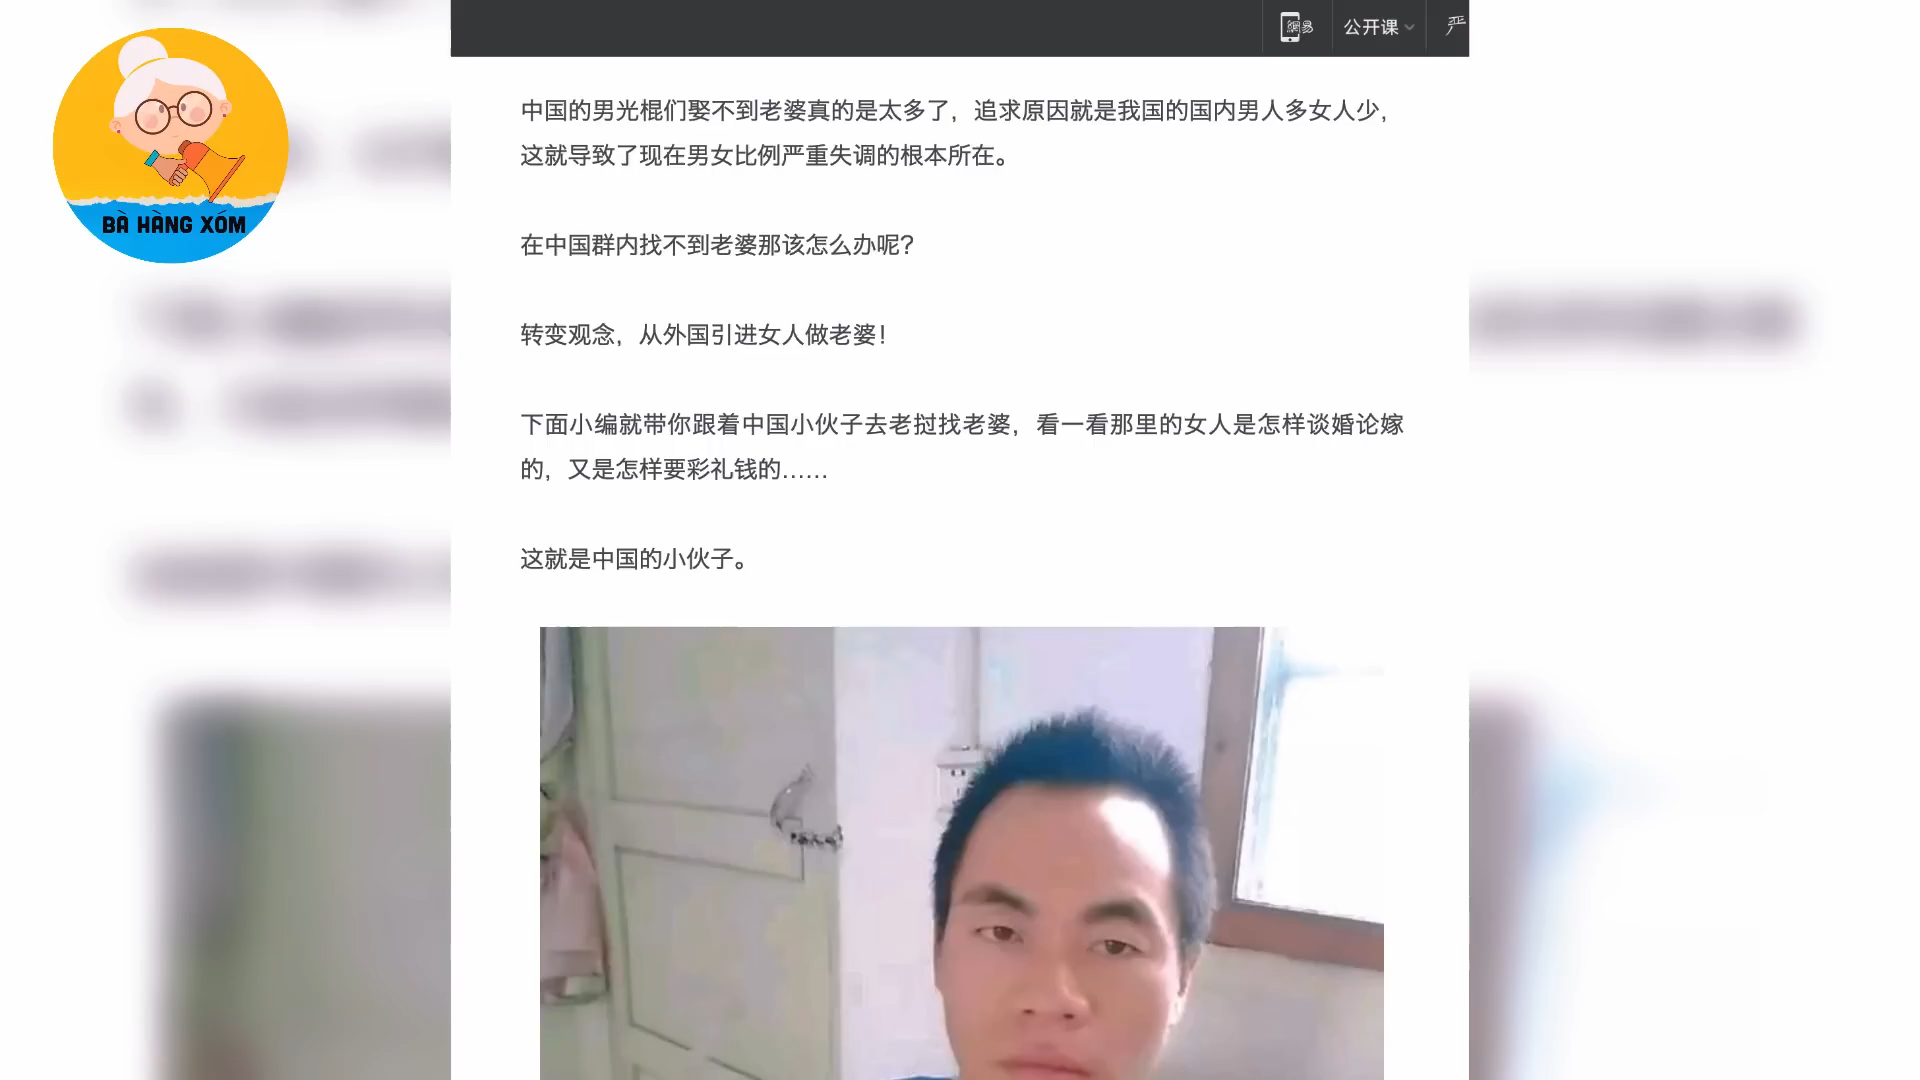 BÀ HÀNG XÓM
網易
公开课
严
中国的男光棍们娶不到老婆真的是太多了，追求原因就是我国的国内男人多女人少，
这就导致了现在男女比例严重失调的根本所在。
在中国群内找不到老婆那该怎么办呢？
转变观念，从外国引进女人做老婆！
下面小编就带你跟着中国小伙子去老挝找老婆，看一看那里的女人是怎样谈婚论嫁
的，又是怎样要彩礼钱的……
这就是中国的小伙子。